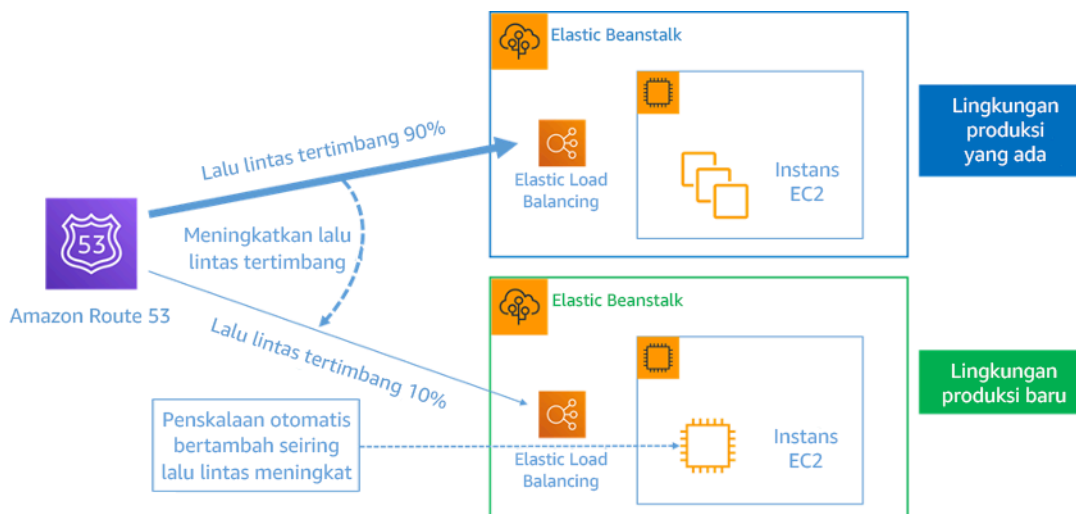 Elastic Beanstalk
Lalu lintas tertimbang 90%
Elastic Load
Balancing
Instans
EC2
Lingkungan
produksi
yang ada
53
Amazon Route 53
Meningkatkan lalu
lintas tertimbang
Lalu lintas tertimbang 10%
Elastic Beanstalk
Penskalaan otomatis
bertambah seiring
lalu lintas meningkat
Elastic Load
Balancing
Instans
EC2
Lingkungan
produksi baru